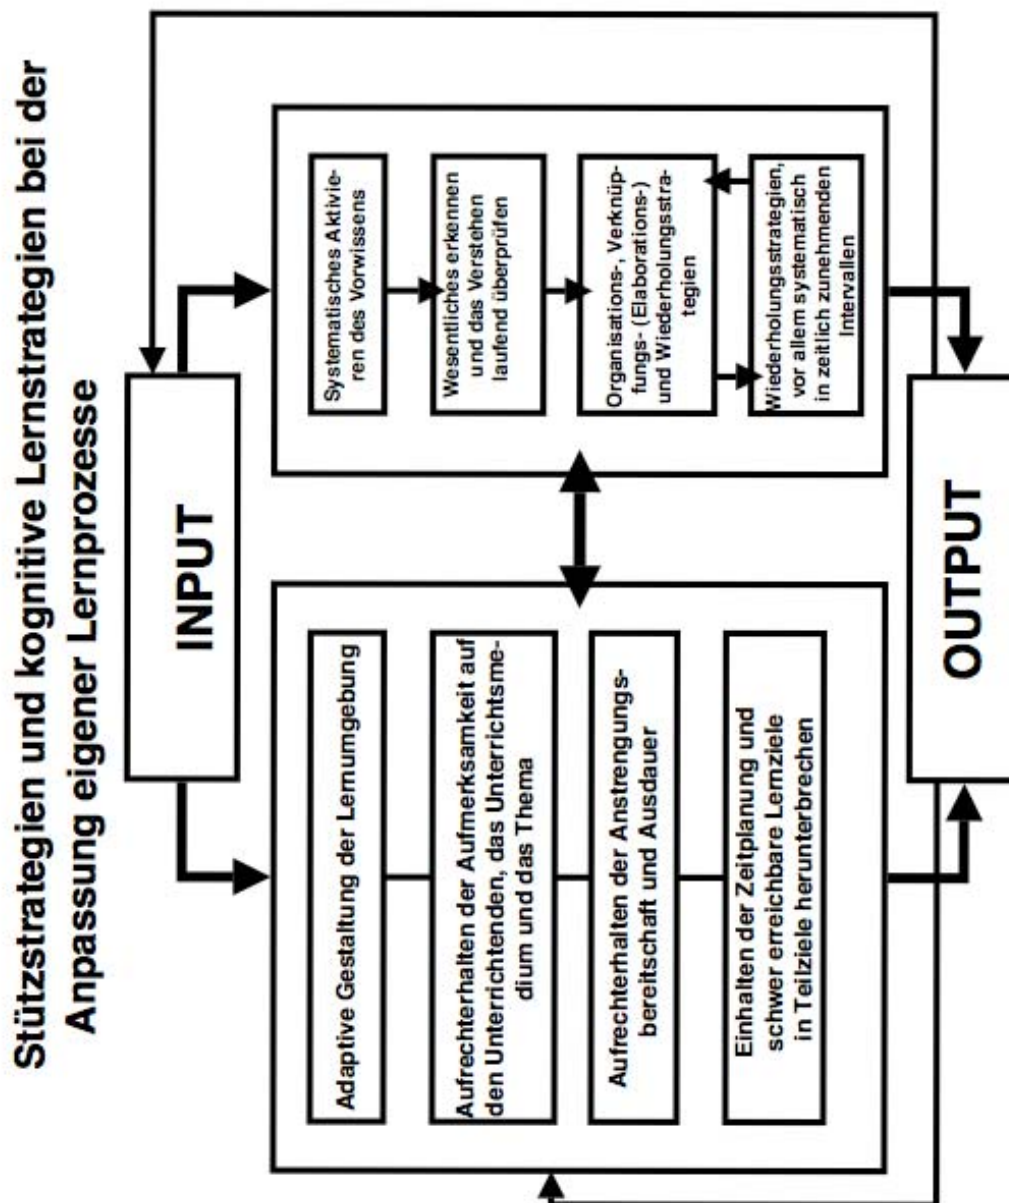 Stützstrategien und kognitive Lernstrategien bei der
Anpassung eigener Lernprozesse
INPUT
Adaptive Gestaltung der Lernumgebung
Aufrechterhalten der Aufmerksamkeit auf
den Unterrichtenden, das Unterrichtsme-
dium und das Thema
Aufrechterhalten der Anstrengungs-
bereitschaft und Ausdauer
Einhalten der Zeitplanung und
schwer erreichbare Lernziele
in Teilziele herunterbrechen
Systematisches Aktivie-
ren des Vorwissens
Wesentliches erkennen
und das Verstehen
laufend überprüfen
Organisations-, Verknüp-
fungs- (Elaborations-)
und Wiederholungsstra-
tegien
Wiederholungsstrategien,
vor allem systematisch
in zeitlich zunehmenden
Intervallen
OUTPUT